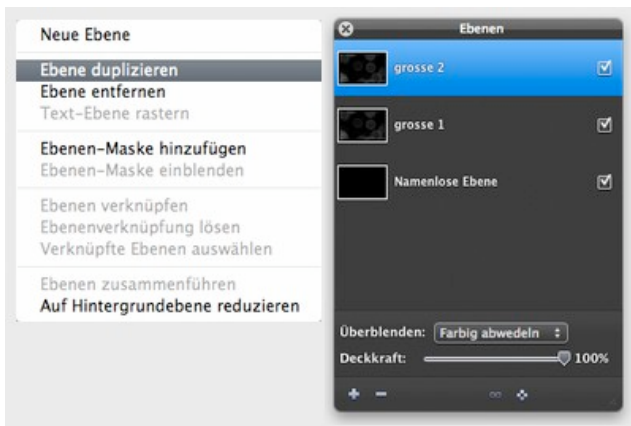 Neue Ebene
Ebene duplizieren
Ebene entfernen
Text-Ebene rastern
Ebenen-Maske hinzufügen
Ebenen-Maske einblenden
Ebenen verknüpfen
Ebenenverknüpfung lösen
Verknüpfte Ebenen auswählen
Ebenen zusammenführen
Auf Hintergrundebene reduzieren
Ebenen
grosse 2
grosse 1
Namenlose Ebene
Überblenden: Farbig abwedeln
Deckkraft: 100%